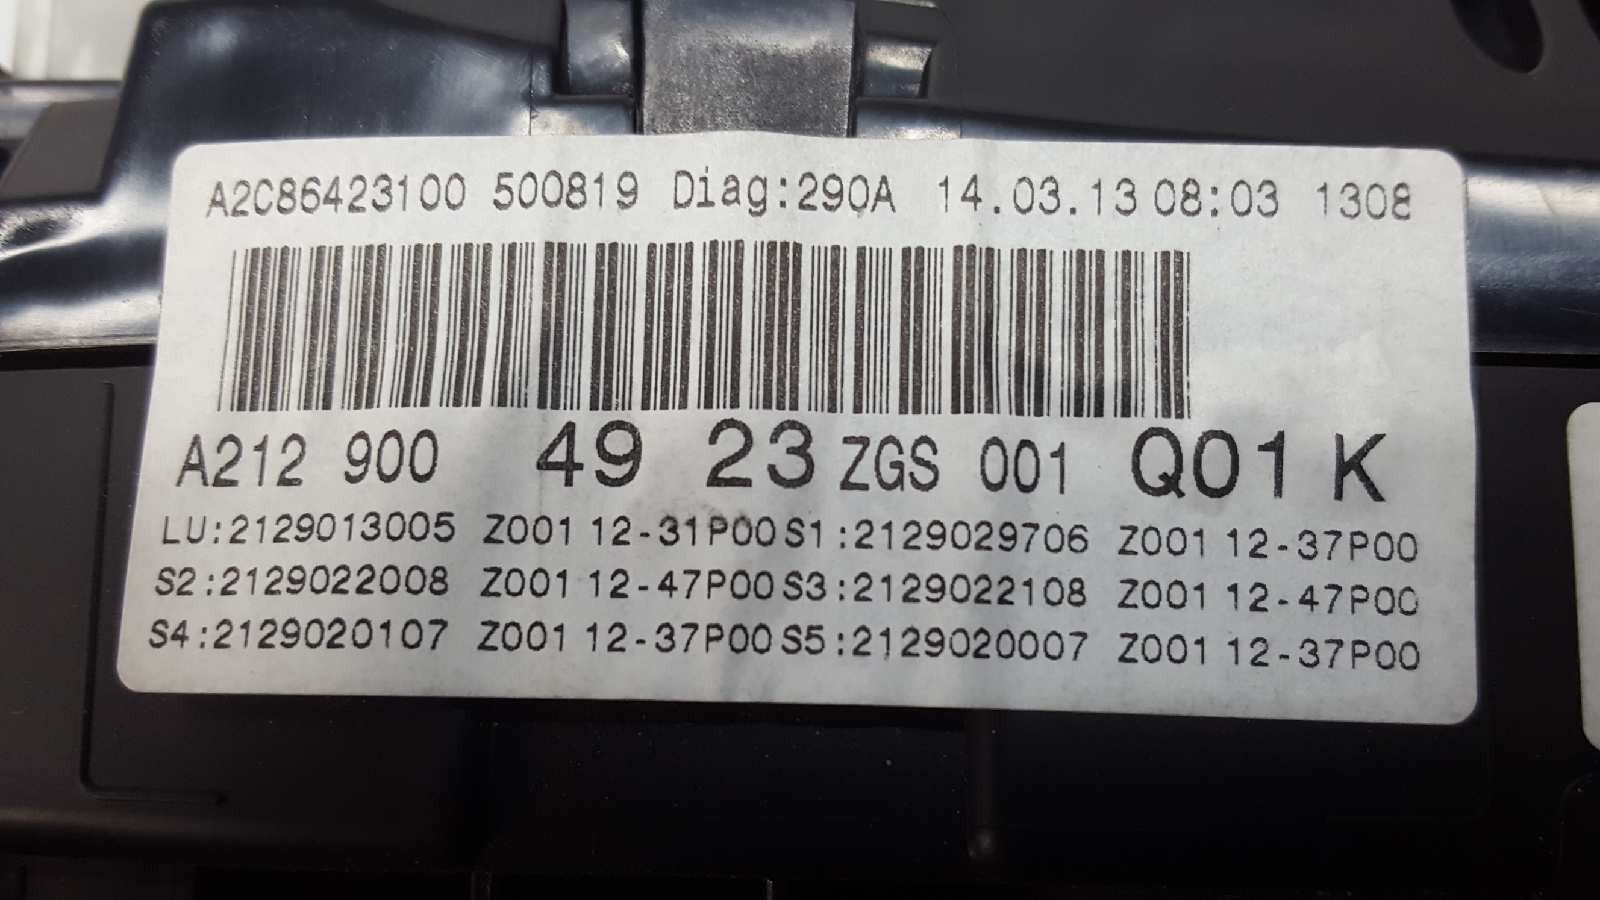 A2C86423100 500819 Diag:290A 14.03.13 08:03 1308
A212 900 49 23 ZGS 001 Q01 K
LU:2129013005 Z001 12-31P00 S1:2129029706 Z001 12-37P00
S2:2129022008 Z001 12-47P00 S3:2129022108 Z001 12-47P00
S4:2129020107 Z001 12-37P00 S5:2129020007 Z001 12-37P00